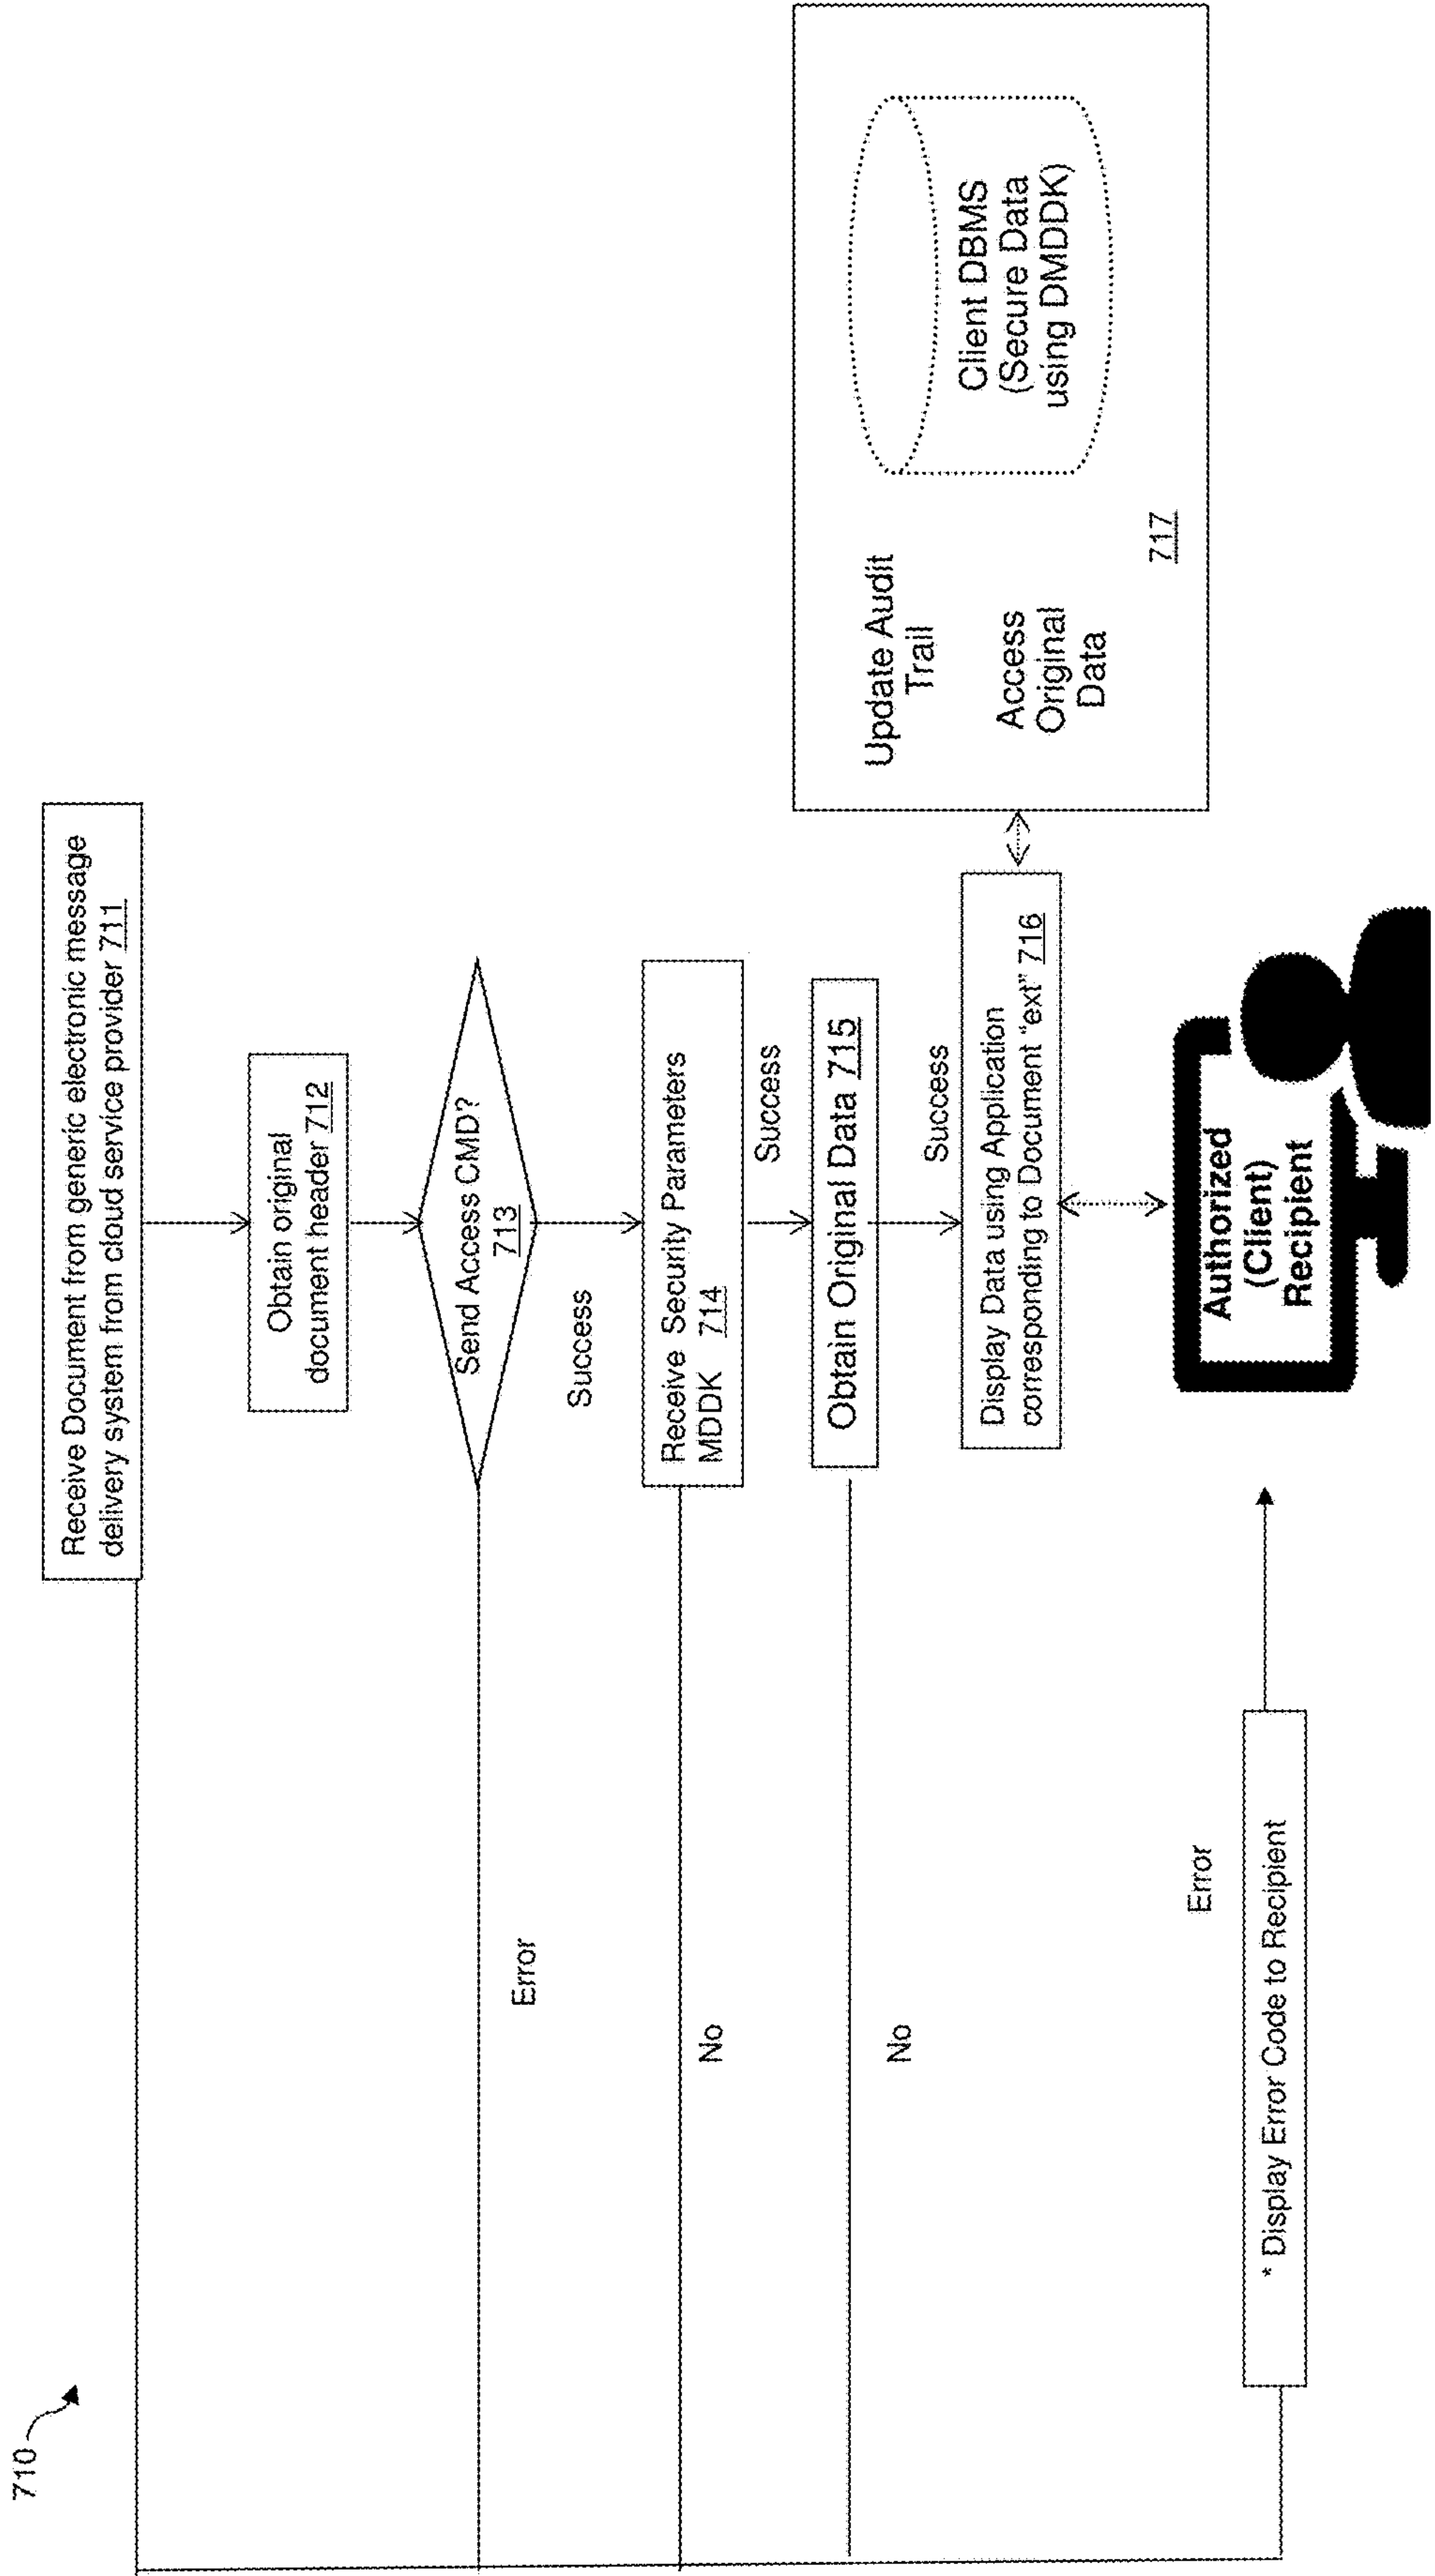 710
Receive Document from generic electronic message
delivery system from cloud service provider 711
Obtain original
document header 712
Send Access CMD?
713
Error
Success
Receive Security Parameters
MDDK 714
No
Success
Obtain Original Data 715
No
Success
Display Data using Application
corresponding to Document "ext" 716
Update Audit
Trail
Access
Original
Data
Client DBMS
(Secure Data
using DMDDK)
717
Error
* Display Error Code to Recipient
Authorized
(Client)
Recipient